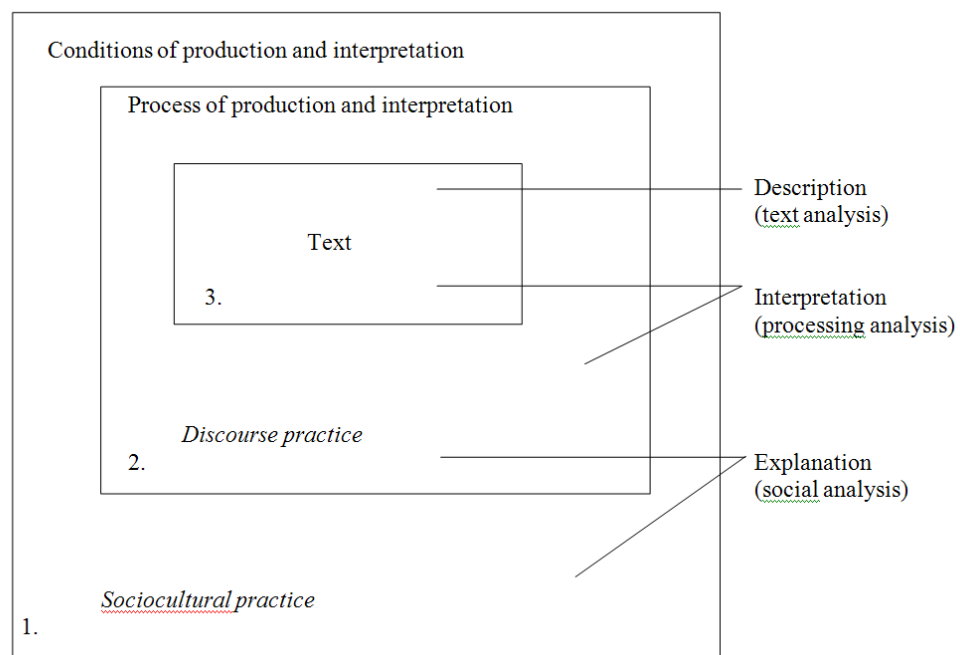 Conditions of production and interpretation
Process of production and interpretation
Description
(text analysis)
Text
3.
Interpretation
(processing analysis)
Discourse practice
2.
Explanation
(social analysis)
Sociocultural practice
1.